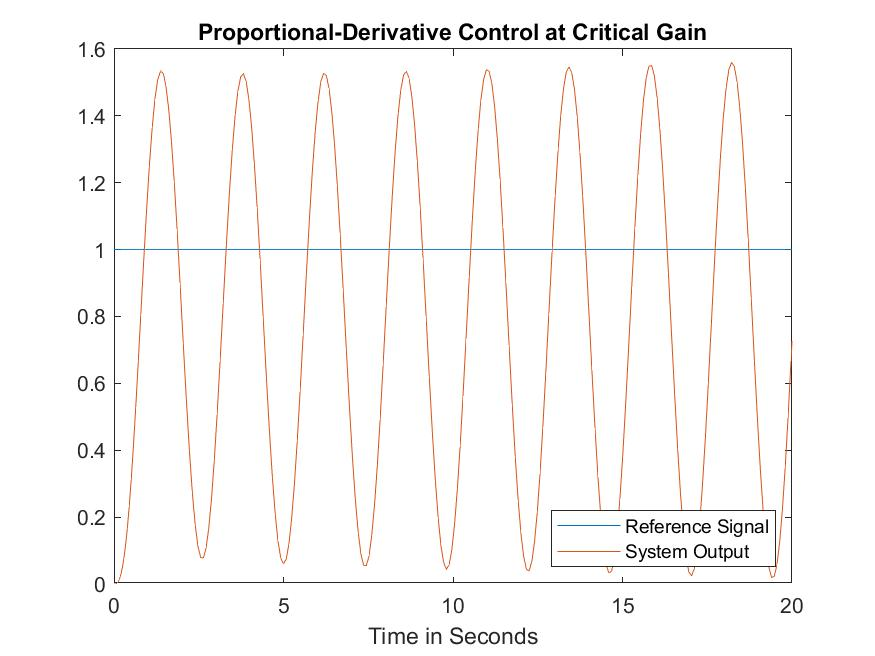 Proportional-Derivative Control at Critical Gain
1.6
1.4
1.2
1
0.8
0.6
0.4
0.2
0
Reference Signal
System Output
0 5 10 15 20
Time in Seconds